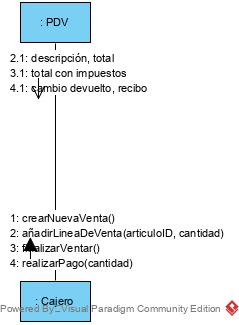 : PDV
2.1: descripción, total
3.1: total con impuestos
4.1: cambio devuelto, recibo
1: crearNuevaVenta()
2: añadirLineaDeVenta(articuloID, cantidad)
3: finalizarVentar()
4: realizarPago(cantidad)
: Cajero
Powered By Visual Paradigm Community Edition